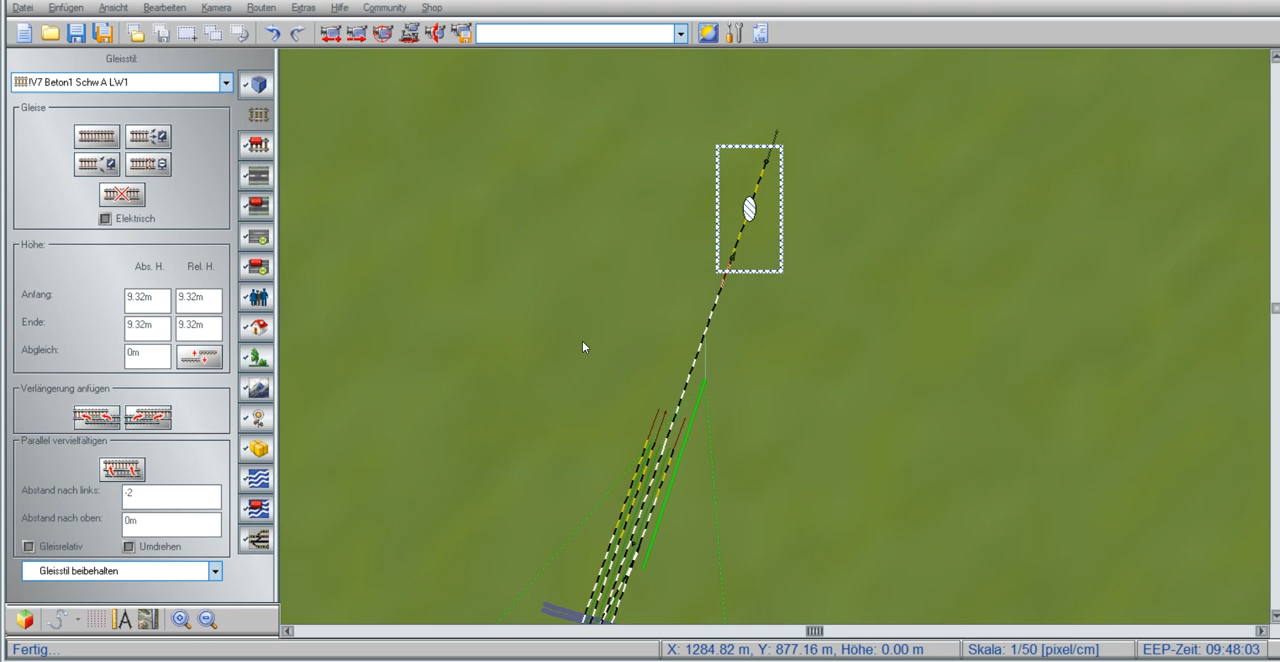 Datei Einfügen Ansicht Bearbeiten Kamera Routen Extras Hilfe Community Shop
Gleisstil:
!V7 Beton1 Schw A LW1
Gleise
Elektrisch
Höhe:
Abs. H. Rel. H.
Anfang: 9.32m 9.32m
Ende: 9.32m 9.32m
Abgleich: 0m
Verlängerung anfügen
Parallel vervielfältigen
Abstand nach links: -2
Abstand nach oben: 0m
Gleisrelativ Umdrehen
Gleisstil beibehalten
Fertig... X: 1284.82 m, Y: 877.16 m, Höhe: 0.00 m Skala: 1/50 [pixel/cm] EEP-Zeit: 09:48:03